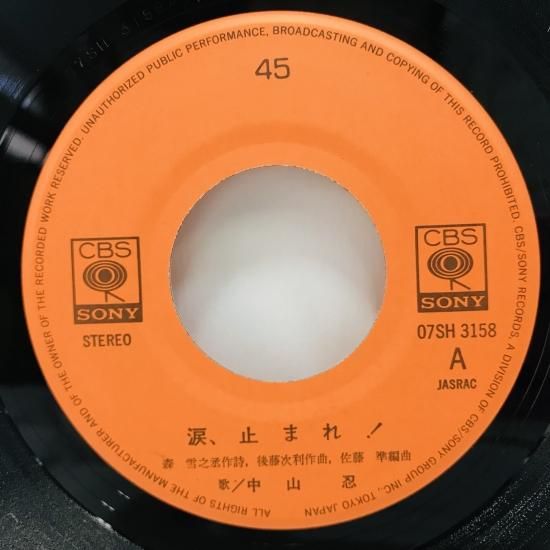 ALL RIGHTS OF THE MANUFACTURER AND OF THE OWNER OF THE RECORDED WORK RESERVED. UNAUTHORIZED PUBLIC PERFORMANCE, BROADCASTING AND COPYING OF THIS RECORD PROHIBITED. CBS/SONY RECORDS, A DIVISION OF CBS/SONY GROUP INC., TOKYO JAPAN
45
CBS
SONY
STEREO
CBS
SONY
07SH 3158
A
JASRAC
涙、止まれ!
森 雪之丞作詩, 後藤次利作曲, 佐藤 準編曲
歌/中山 忍